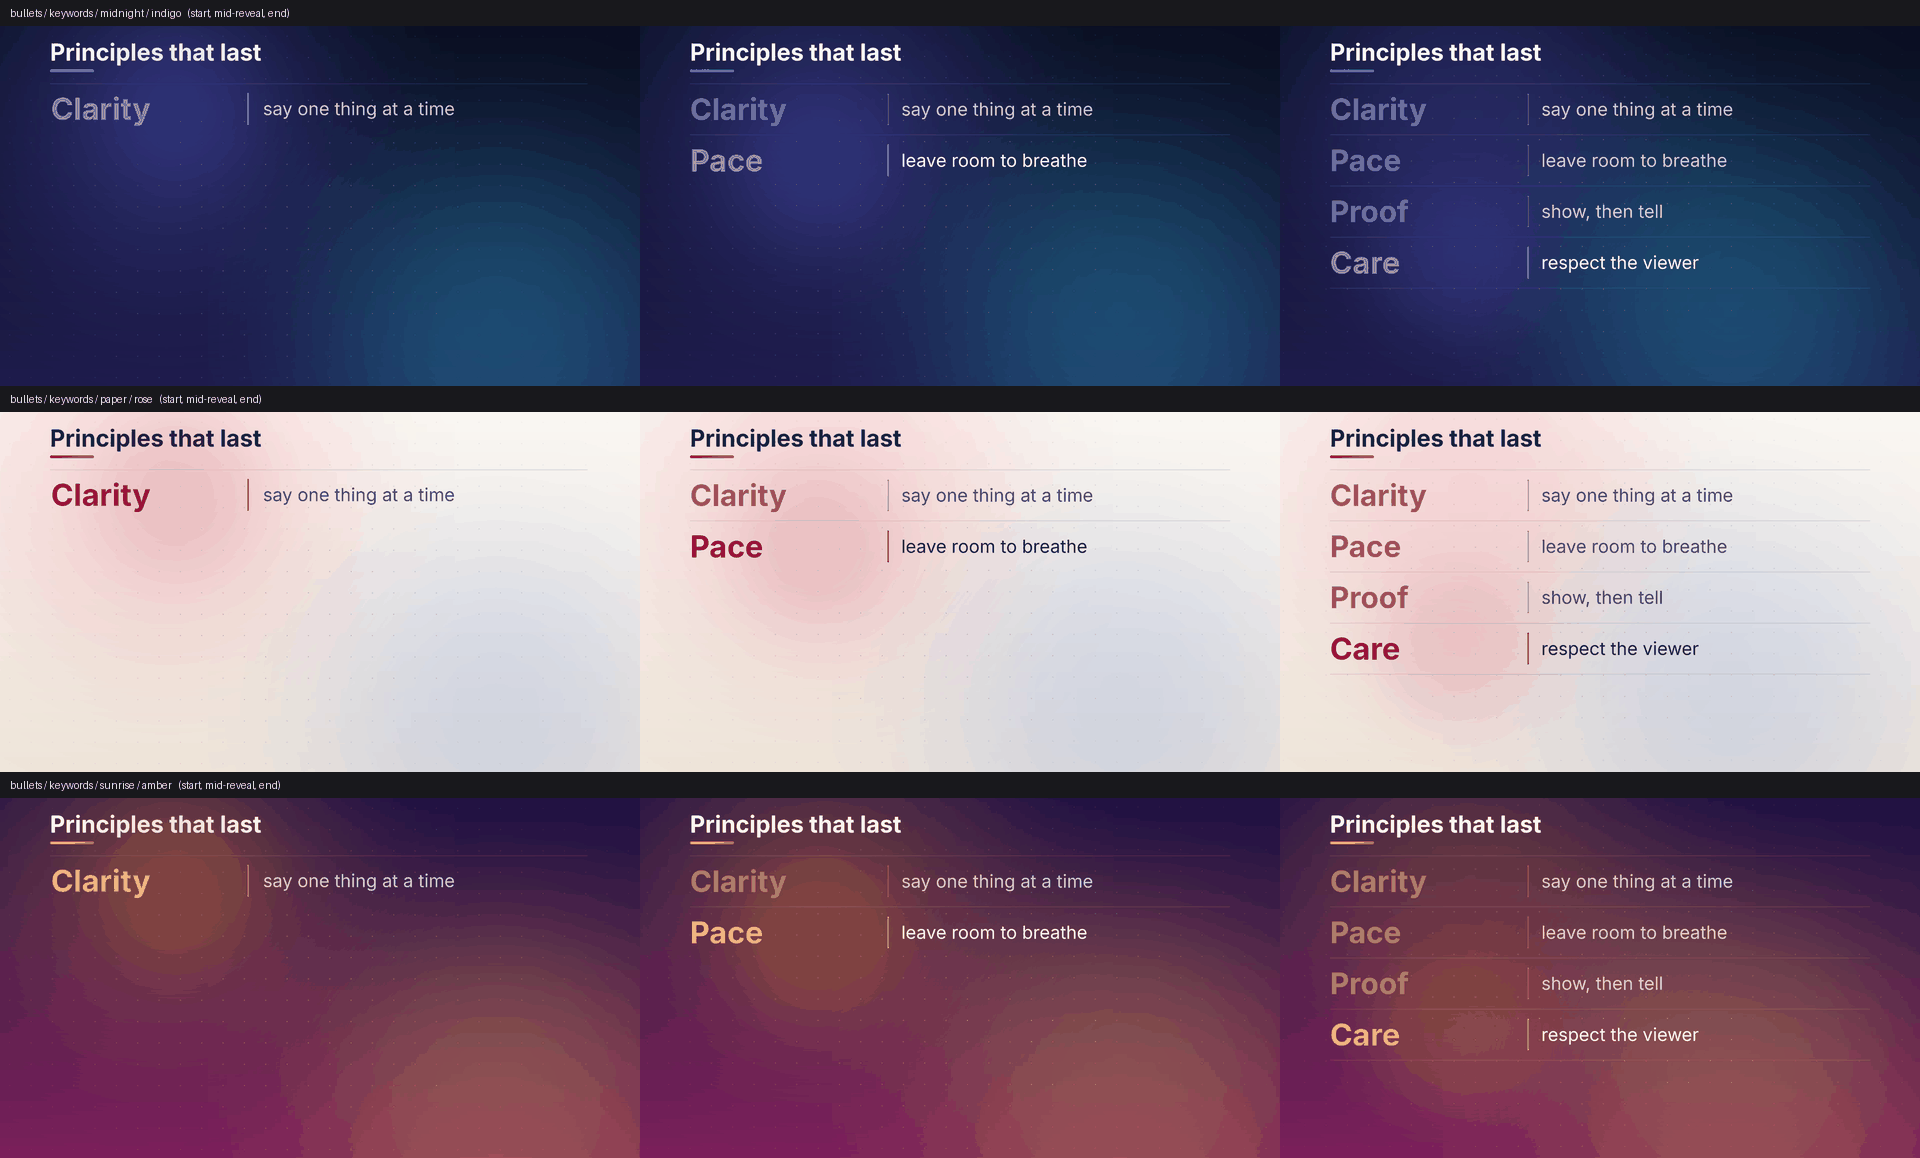 bullets / keywords / midnight / indigo (start, mid-reveal, end)
Principles that last
Clarity
say one thing at a time
Principles that last
Clarity
say one thing at a time
Pace
leave room to breathe
Principles that last
Clarity
say one thing at a time
Pace
leave room to breathe
Proof
show, then tell
Care
respect the viewer
bullets / keywords / paper / rose (start, mid-reveal, end)
Principles that last
Clarity
say one thing at a time
Principles that last
Clarity
say one thing at a time
Pace
leave room to breathe
Principles that last
Clarity
say one thing at a time
Pace
leave room to breathe
Proof
show, then tell
Care
respect the viewer
bullets / keywords / sunrise / amber (start, mid-reveal, end)
Principles that last
Clarity
say one thing at a time
Principles that last
Clarity
say one thing at a time
Pace
leave room to breathe
Principles that last
Clarity
say one thing at a time
Pace
leave room to breathe
Proof
show, then tell
Care
respect the viewer